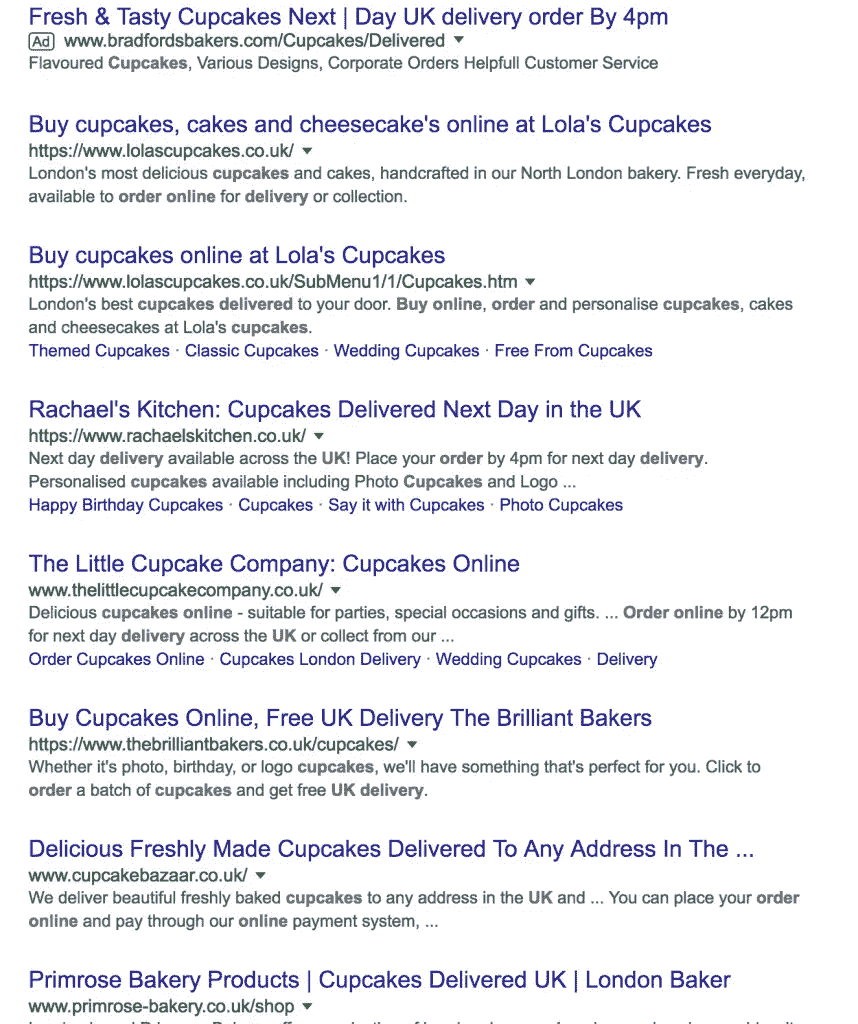 Fresh & Tasty Cupcakes Next | Day UK delivery order By 4pm
Ad www.bradfordsbakers.com/Cupcakes/Delivered
Flavoured Cupcakes, Various Designs, Corporate Orders Helpfull Customer Service
Buy cupcakes, cakes and cheesecake's online at Lola's Cupcakes
https://www.lolascupcakes.co.uk/
London's most delicious cupcakes and cakes, handcrafted in our North London bakery. Fresh everyday,
available to order online for delivery or collection.
Buy cupcakes online at Lola's Cupcakes
https://www.lolascupcakes.co.uk/SubMenu1/1/Cupcakes.htm
London's best cupcakes delivered to your door. Buy online, order and personalise cupcakes, cakes
and cheesecakes at Lola's cupcakes.
Themed Cupcakes · Classic Cupcakes · Wedding Cupcakes · Free From Cupcakes
Rachael's Kitchen: Cupcakes Delivered Next Day in the UK
https://www.rachaelskitchen.co.uk/
Next day delivery available across the UK! Place your order by 4pm for next day delivery.
Personalised cupcakes available including Photo Cupcakes and Logo ...
Happy Birthday Cupcakes · Cupcakes · Say it with Cupcakes · Photo Cupcakes
The Little Cupcake Company: Cupcakes Online
www.thelittlecupcakecompany.co.uk/
Delicious cupcakes online - suitable for parties, special occasions and gifts. ... Order online by 12pm
for next day delivery across the UK or collect from our ...
Order Cupcakes Online · Cupcakes London Delivery · Wedding Cupcakes · Delivery
Buy Cupcakes Online, Free UK Delivery The Brilliant Bakers
https://www.thebrilliantbakers.co.uk/cupcakes/
Whether it's photo, birthday, or logo cupcakes, we'll have something that's perfect for you. Click to
order a batch of cupcakes and get free UK delivery.
Delicious Freshly Made Cupcakes Delivered To Any Address In The ...
www.cupcakebazaar.co.uk/
We deliver beautiful freshly baked cupcakes to any address in the UK and ... You can place your order
online and pay through our online payment system, ...
Primrose Bakery Products | Cupcakes Delivered UK | London Baker
www.primrose-bakery.co.uk/shop